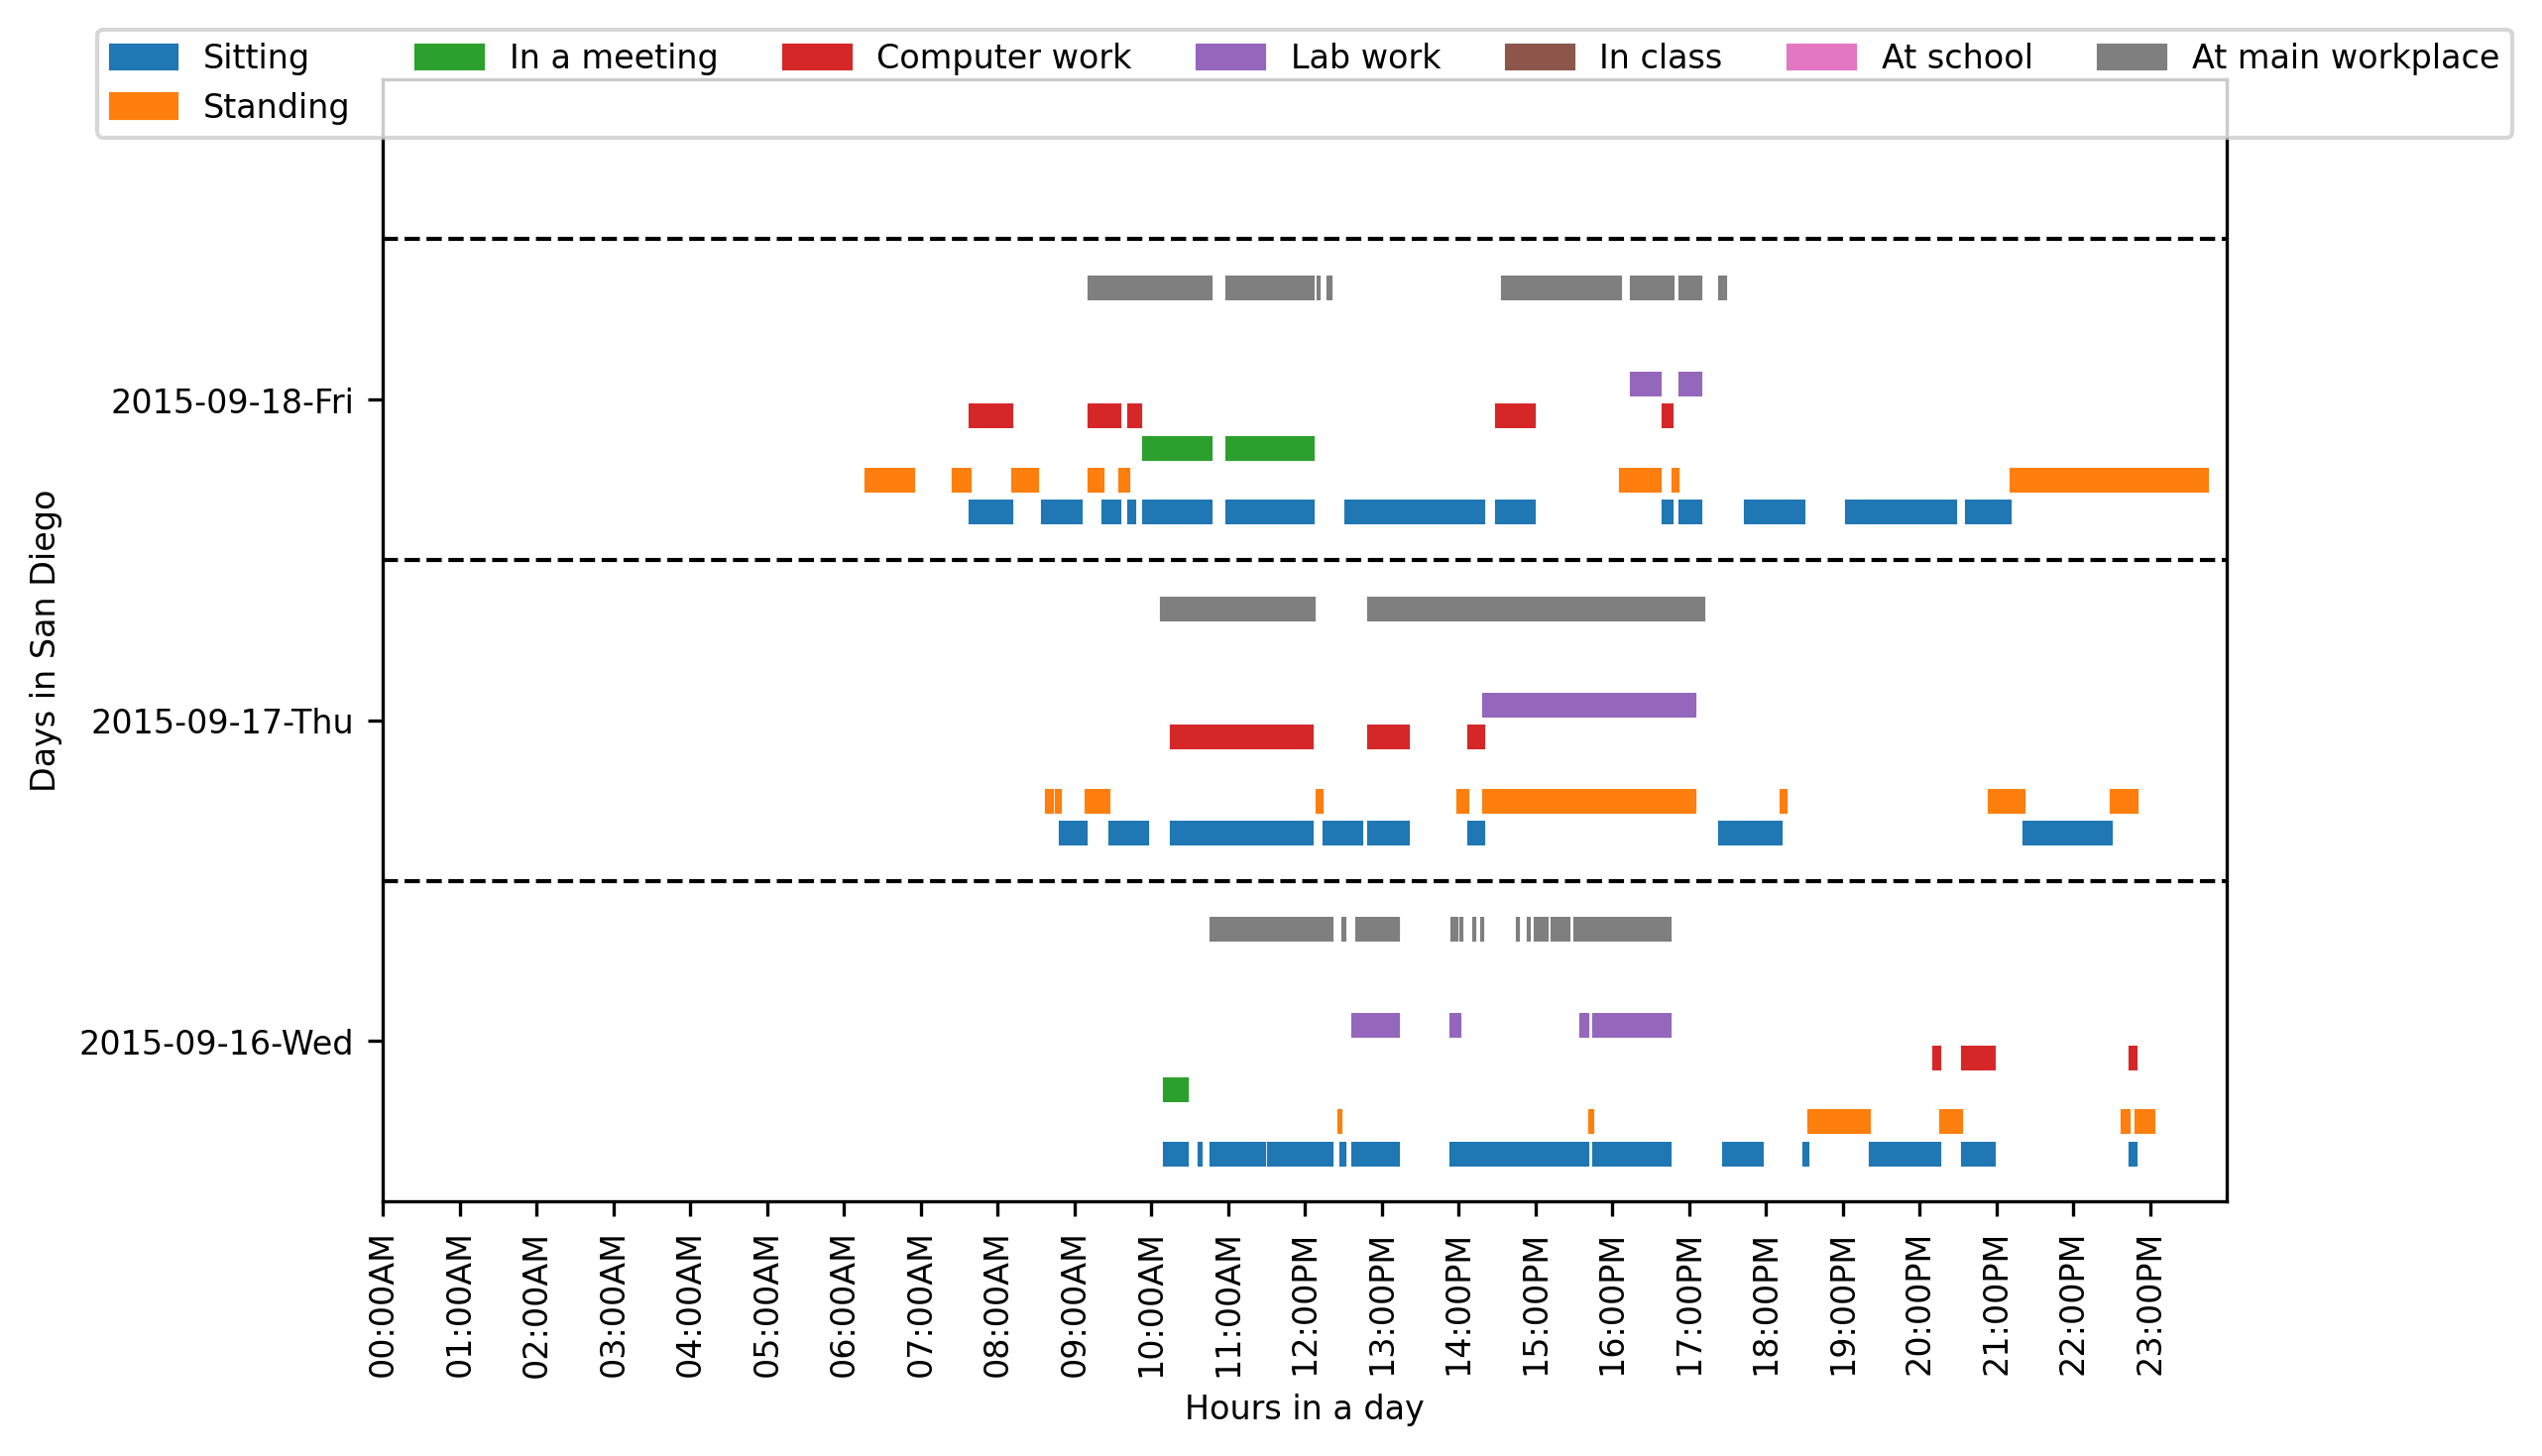 Sitting
Standing
In a meeting
Computer work
Lab work
In class
At school
At main workplace
Days in San Diego
2015-09-18-Fri
2015-09-17-Thu
2015-09-16-Wed
00:00AM
01:00AM
02:00AM
03:00AM
04:00AM
05:00AM
06:00AM
07:00AM
08:00AM
09:00AM
10:00AM
11:00AM
12:00PM
13:00PM
14:00PM
15:00PM
16:00PM
17:00PM
18:00PM
19:00PM
20:00PM
21:00PM
22:00PM
23:00PM
Hours in a day